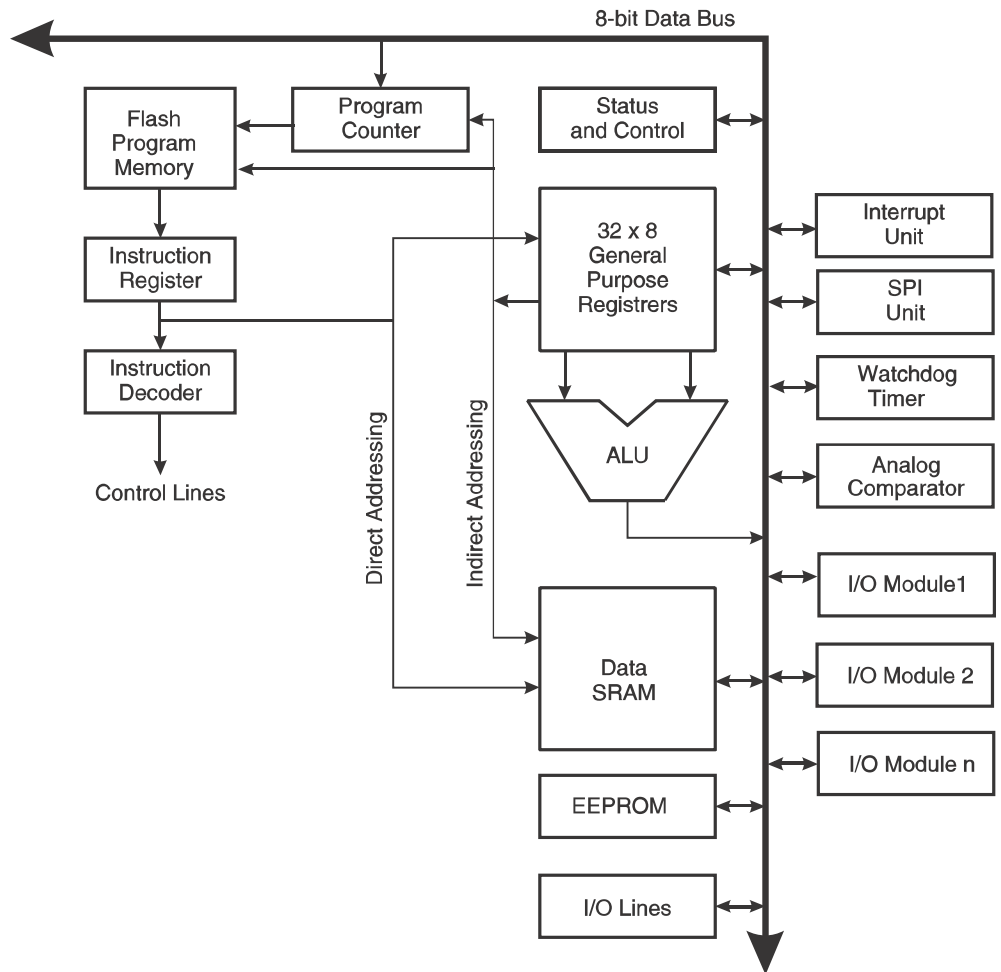 8-bit Data Bus
Flash
Program
Memory
Program
Counter
Status
and Control
Instruction
Register
32 x 8
General
Purpose
Registrers
Interrupt
Unit
SPI
Unit
Instruction
Decoder
Watchdog
Timer
Control Lines
Direct Addressing
Indirect Addressing
ALU
Analog
Comparator
I/O Module1
Data
SRAM
I/O Module 2
I/O Module n
EEPROM
I/O Lines